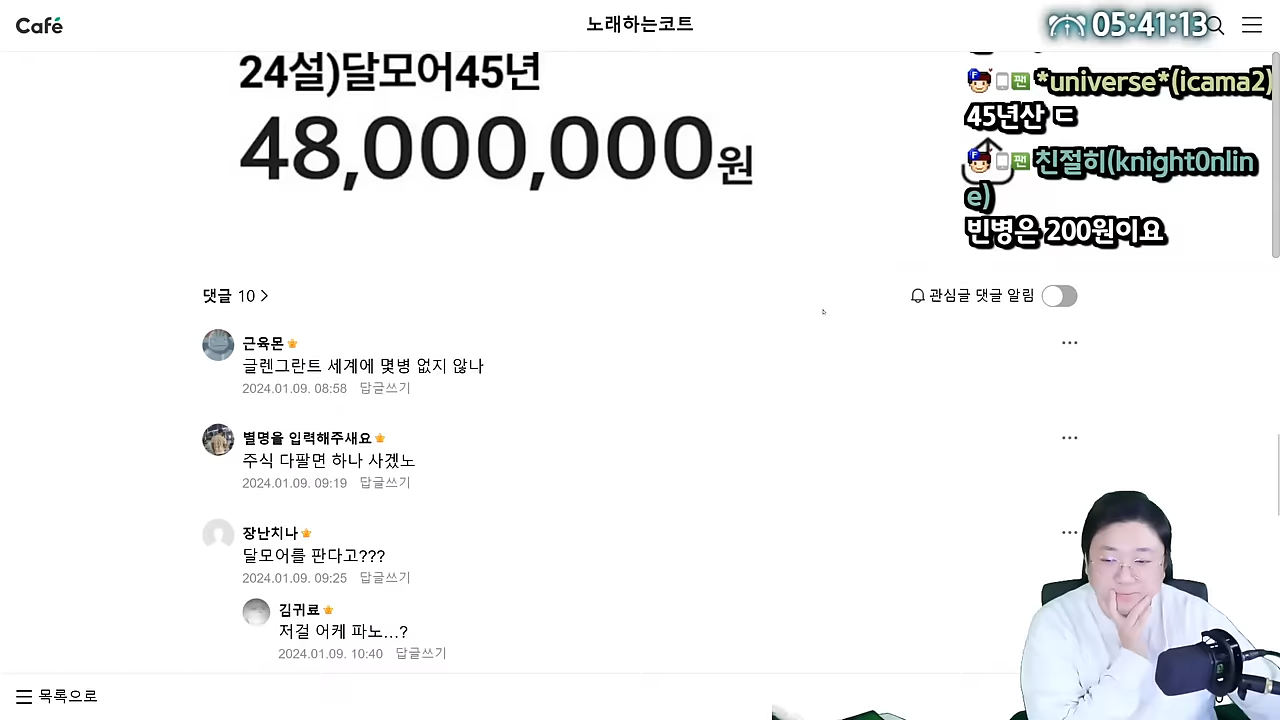 Café
노래하는코트
05:41:13
24설)달모어45년
48,000,000원
*universe*(icama2)
45년산 ㄷ
친절히(knight0nlin
e)
빈병은 200원이요
댓글 10
관심글 댓글 알림
근육몬
글렌그란트 세계에 몇병 없지 않나
2024.01.09. 08:58 답글쓰기
별명을 입력해주새요
주식 다팔면 하나 사겠노
2024.01.09. 09:19 답글쓰기
장난치나
달모어를 판다고???
2024.01.09. 09:25 답글쓰기
김귀료
저걸 어케 파노...?
2024.01.09. 10:40 답글쓰기
목록으로